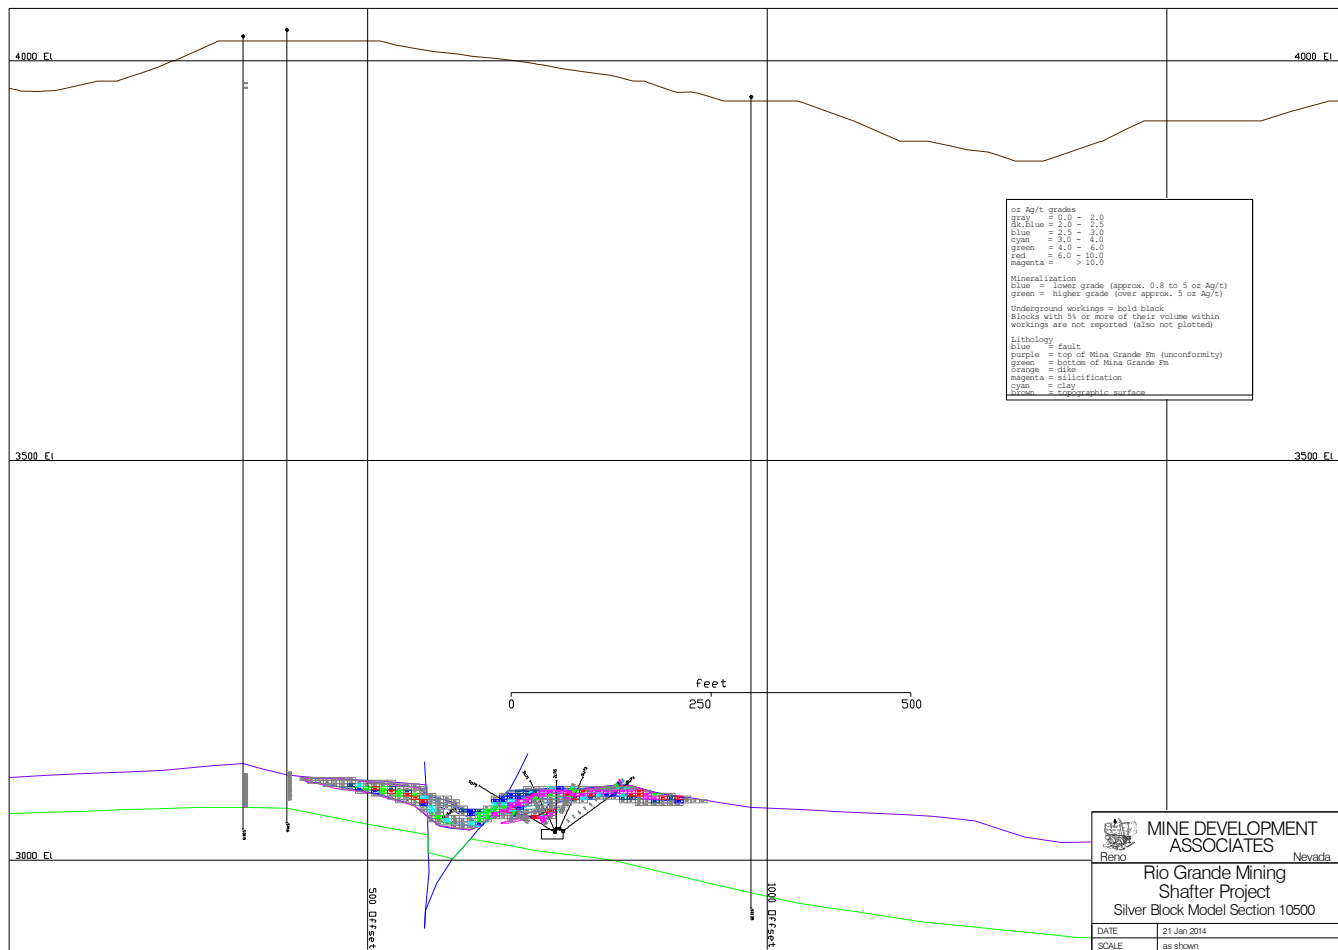 4000 El
4000 El
oz Ag/t grades
gray = 0.0 - 2.0
dk.blue = 2.0 - 2.5
blue = 2.5 - 3.0
cyan = 3.0 - 4.0
green = 4.0 - 6.0
red = 6.0 - 10.0
magenta = > 10.0
Mineralization
blue = lower grade (approx. 0.8 to 5 oz Ag/t)
green = higher grade (over approx. 5 oz Ag/t)
Underground workings = bold black
Blocks with 5% or more of their volume within
workings are not reported (also not plotted)
Lithology
blue = fault
purple = top of Mina Grande Fm (unconformity)
green = bottom of Mina Grande Fm
orange = dike
magenta = silicification
cyan = clay
brown = topographic surface
3500 El
3500 El
feet
0 250 500
3000 El
500 Offset
1000 Offset
MINE DEVELOPMENT
ASSOCIATES
Reno Nevada
Rio Grande Mining
Shafter Project
Silver Block Model Section 10500
DATE 21 Jan 2014
SCALE as shown